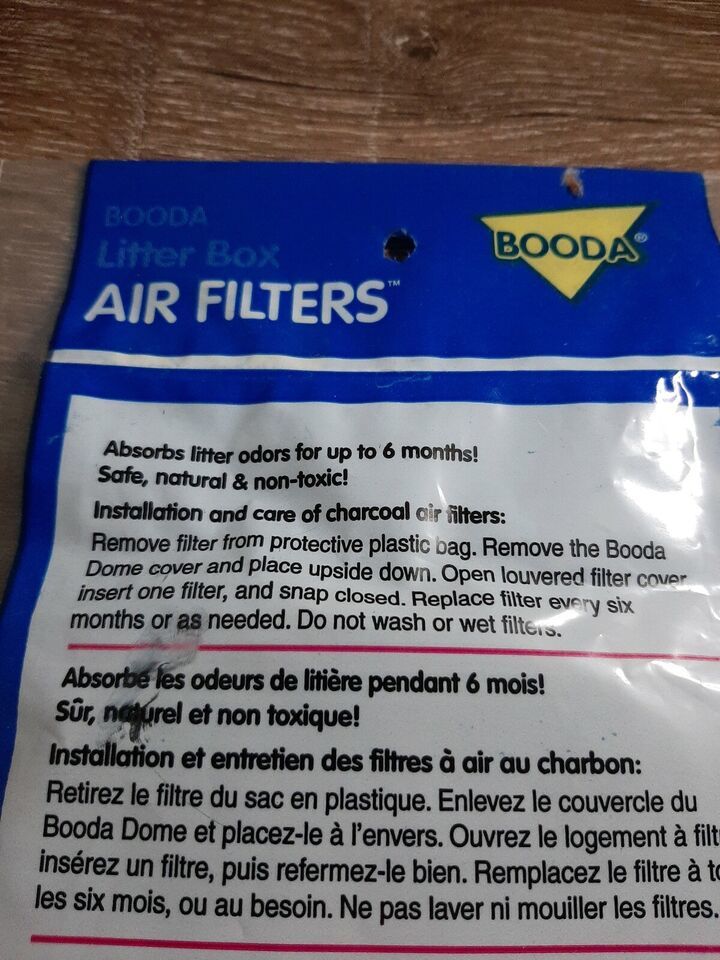 BOODA
Litter Box
AIR FILTERS™
BOODA®
Absorbs litter odors for up to 6 months!
Safe, natural & non-toxic!
Installation and care of charcoal air filters:
Remove filter from protective plastic bag. Remove the Booda
Dome cover and place upside down. Open louvered filter cover
insert one filter, and snap closed. Replace filter every six
months or as needed. Do not wash or wet filters.
Absorbe les odeurs de litière pendant 6 mois!
Sûr, naturel et non toxique!
Installation et entretien des filtres à air au charbon:
Retirez le filtre du sac en plastique. Enlevez le couvercle du
Booda Dome et placez-le à l'envers. Ouvrez le logement à filt
insérez un filtre, puis refermez-le bien. Remplacez le filtre à to
les six mois, ou au besoin. Ne pas laver ni mouiller les filtres.